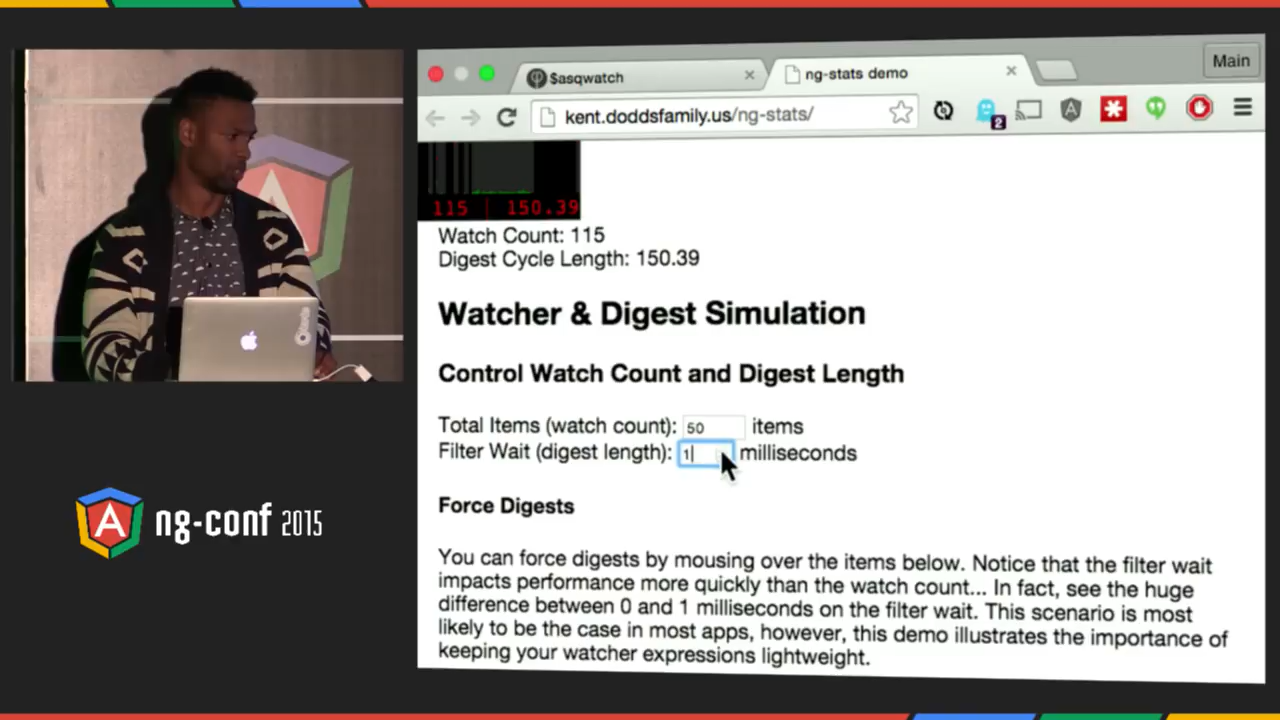 $asqwatch
ng-stats demo
Main
kent.doddsfamily.us/ng-stats/
2
115 | 150.39
Watch Count: 115
Digest Cycle Length: 150.39
Watcher & Digest Simulation
Control Watch Count and Digest Length
Total Items (watch count): 50 items
Filter Wait (digest length): 1 milliseconds
Force Digests
You can force digests by mousing over the items below. Notice that the filter wait
impacts performance more quickly than the watch count... In fact, see the huge
difference between 0 and 1 milliseconds on the filter wait. This scenario is most
likely to be the case in most apps, however, this demo illustrates the importance of
keeping your watcher expressions lightweight.
A ng-conf 2015